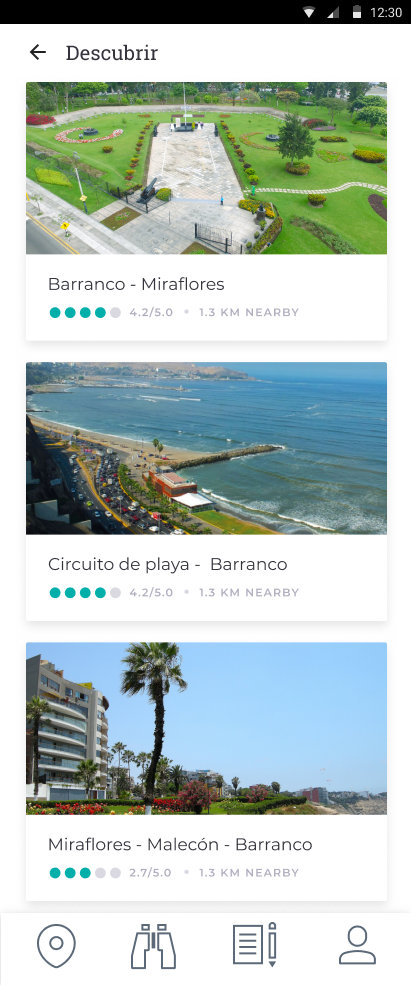 12:30
Descubrir
Barranco - Miraflores
4.2/5.0 • 1.3 KM NEARBY
Circuito de playa - Barranco
4.2/5.0 • 1.3 KM NEARBY
Miraflores - Malecón - Barranco
2.7/5.0 • 1.3 KM NEARBY